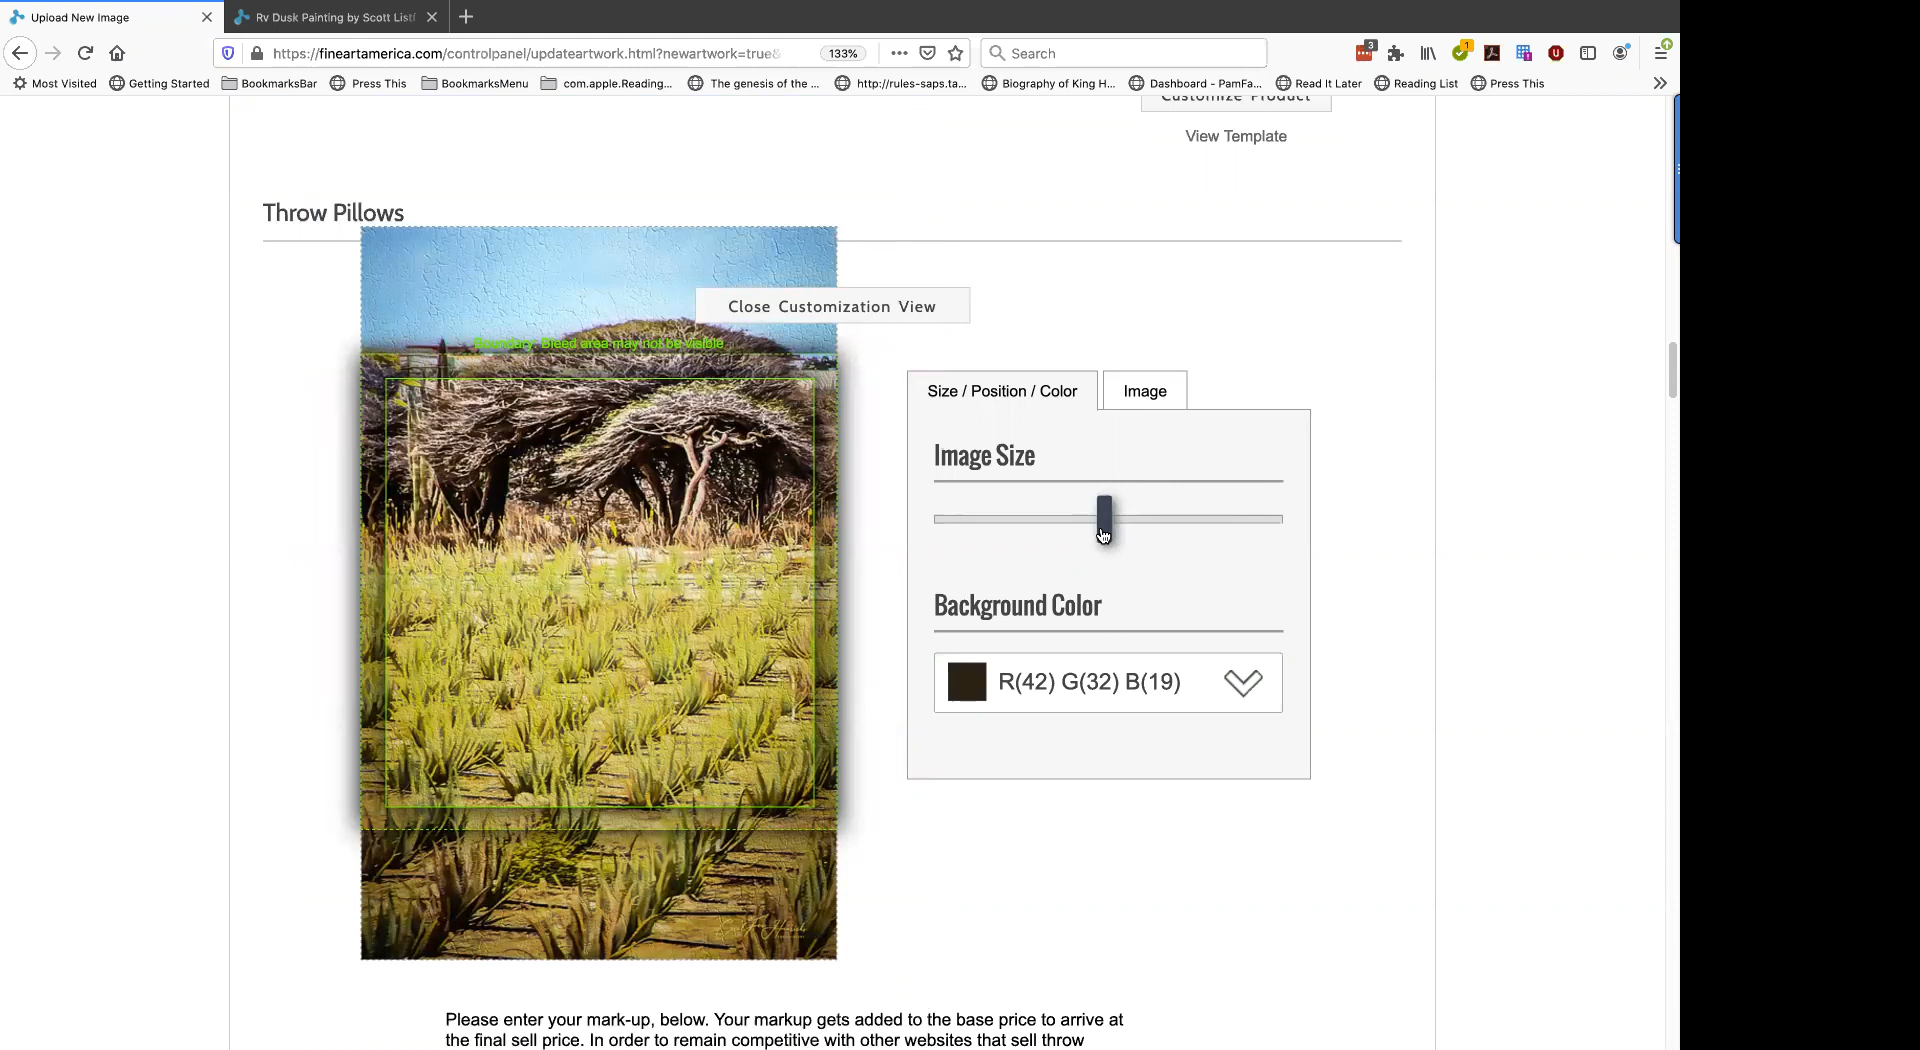 Upload New Image
Rv Dusk Painting by Scott Listf
https://fineartamerica.com/controlpanel/updateartwork.html?newartwork=true&
133%
Search
3
1
Most Visited
Getting Started
BookmarksBar
Press This
BookmarksMenu
com.apple.Reading...
The genesis of the ...
http://rules-saps.ta...
Biography of King H...
Dashboard - PamFa...
Read It Later
Reading List
Press This
Customize Product
View Template
Throw Pillows
Close Customization View
Boundary: Bleed area may not be visible
Size / Position / Color
Image
Image Size
Background Color
R(42) G(32) B(19)
Please enter your mark-up, below. Your markup gets added to the base price to arrive at
the final sell price. In order to remain competitive with other websites that sell throw